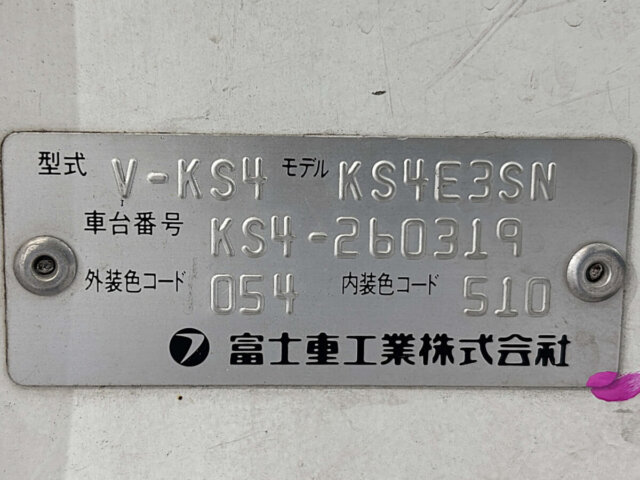 型式 V-KS4 モデル KS4E3SN
車台番号 KS4-260319
外装色コード 054 内装色コード 510
富士重工業株式会社